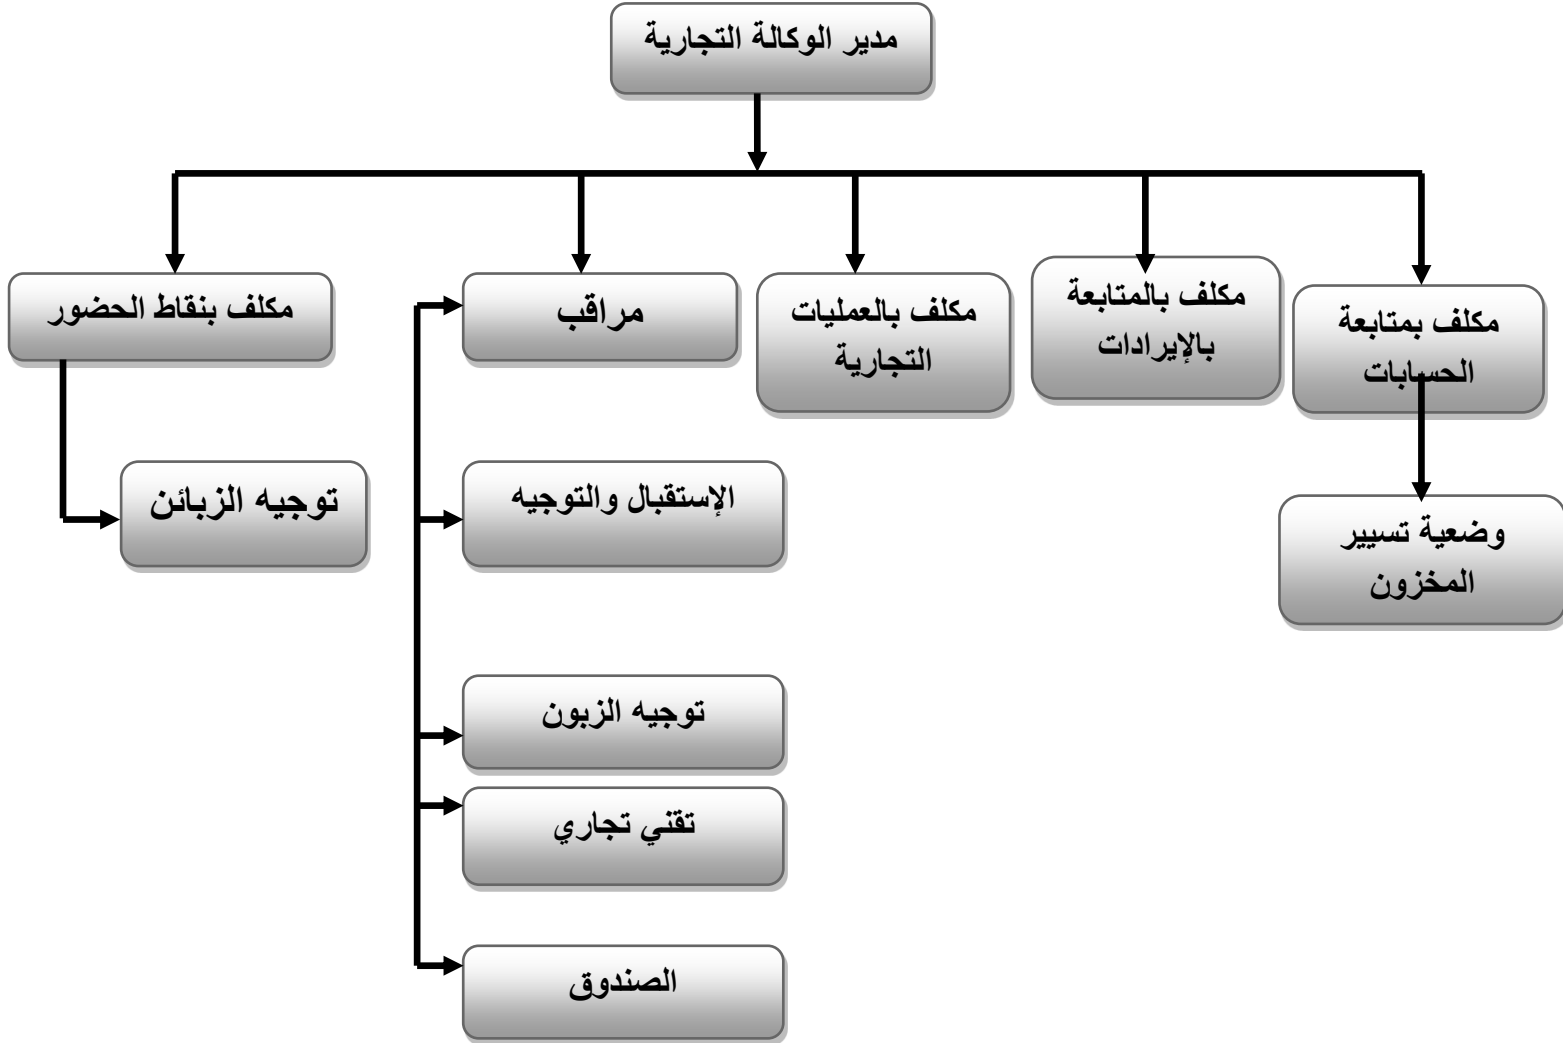 مدير الوكالة التجارية
مكلف بمتابعة
الحسابات
مكلف بالمتابعة
بالإيرادات
مكلف بالعمليات
التجارية
مراقب
مكلف بنقاط الحضور
وضعية تسيير
المخزون
الإستقبال والتوجيه
توجيه الزبائن
توجيه الزبون
تقني تجاري
الصندوق